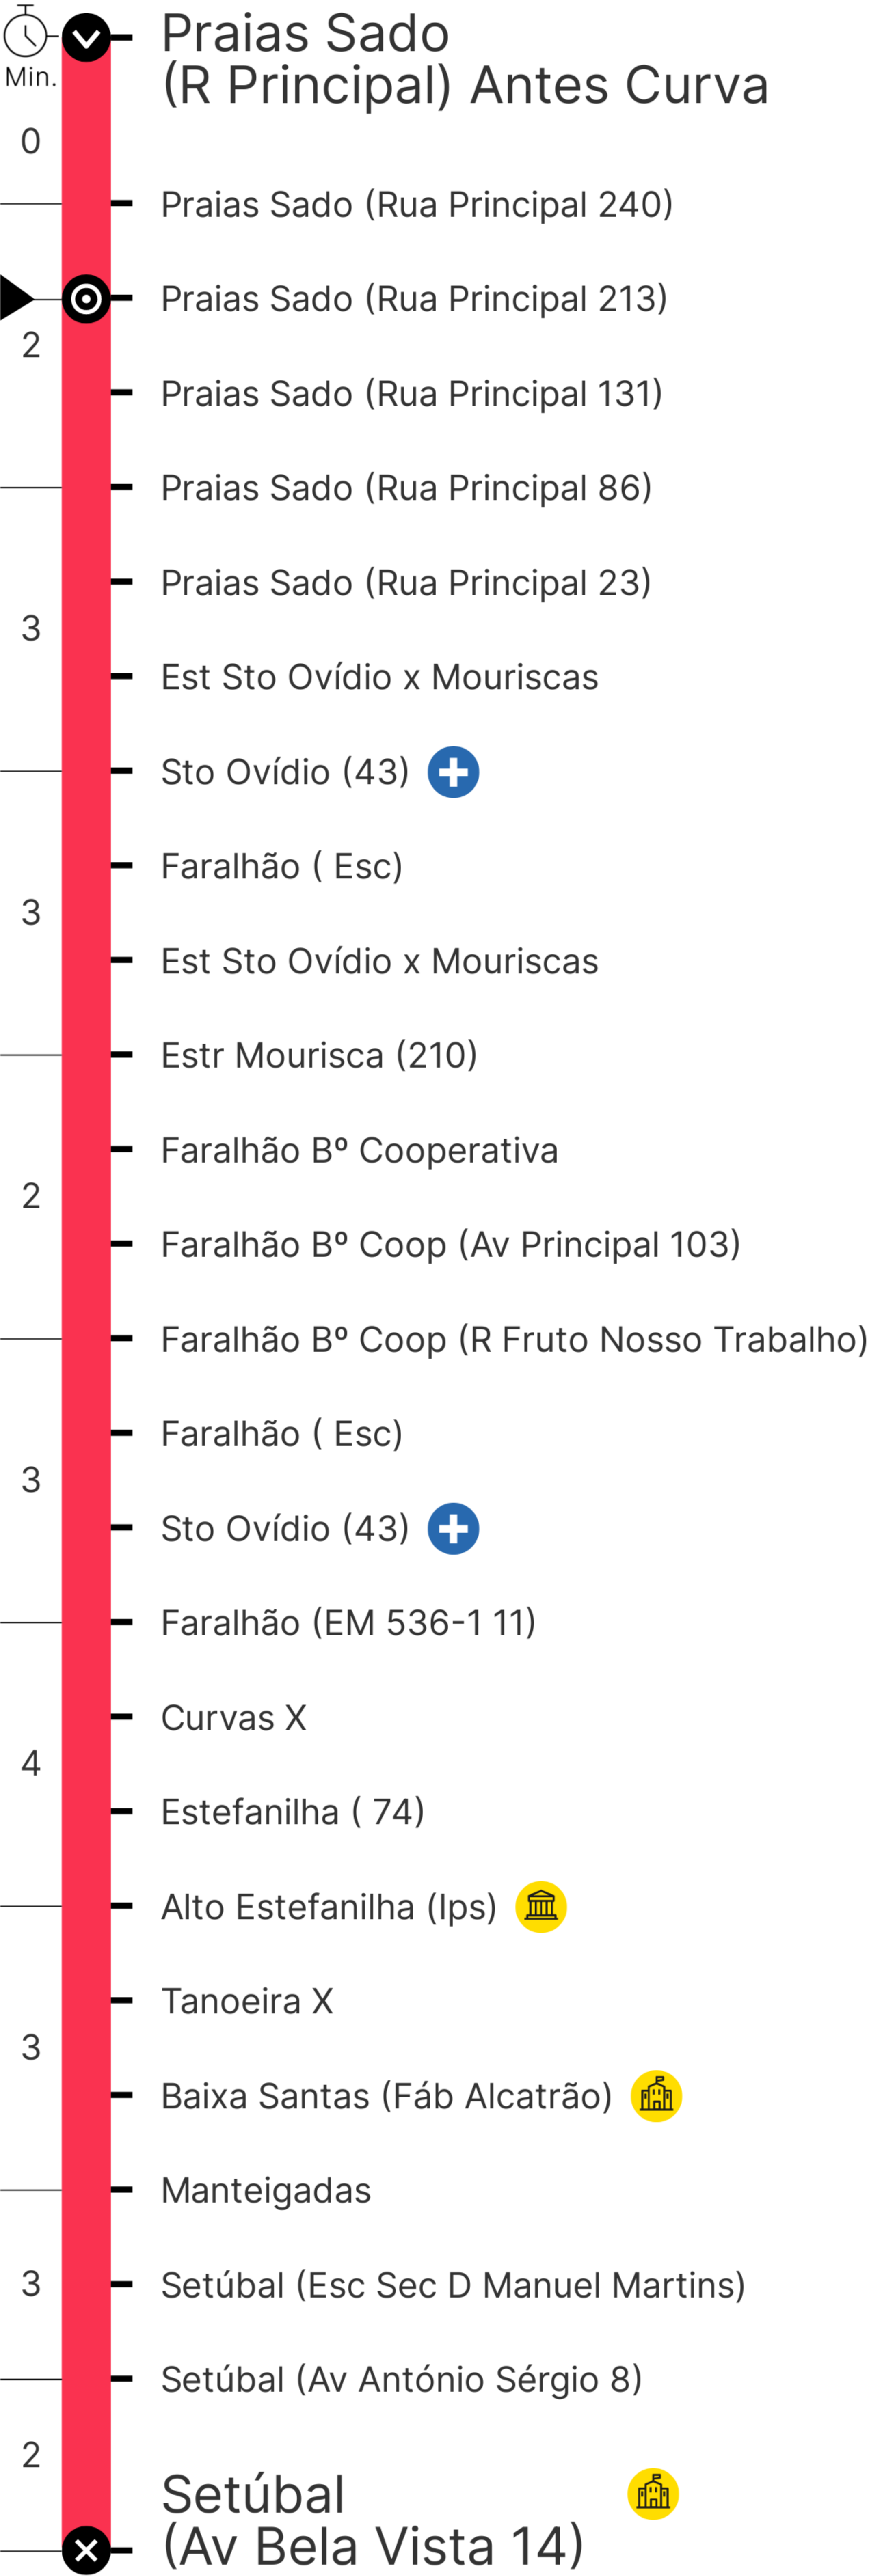 Min.
Praias Sado
(R Principal) Antes Curva
0
Praias Sado (Rua Principal 240)
Praias Sado (Rua Principal 213)
2
Praias Sado (Rua Principal 131)
Praias Sado (Rua Principal 86)
Praias Sado (Rua Principal 23)
3
Est Sto Ovídio x Mouriscas
Sto Ovídio (43)
Faralhão ( Esc)
3
Est Sto Ovídio x Mouriscas
Estr Mourisca (210)
Faralhão Bº Cooperativa
2
Faralhão Bº Coop (Av Principal 103)
Faralhão Bº Coop (R Fruto Nosso Trabalho)
Faralhão ( Esc)
3
Sto Ovídio (43)
Faralhão (EM 536-1 11)
Curvas X
4
Estefanilha ( 74)
Alto Estefanilha (Ips)
Tanoeira X
3
Baixa Santas (Fáb Alcatrão)
Manteigadas
3
Setúbal (Esc Sec D Manuel Martins)
Setúbal (Av António Sérgio 8)
2
Setúbal
(Av Bela Vista 14)